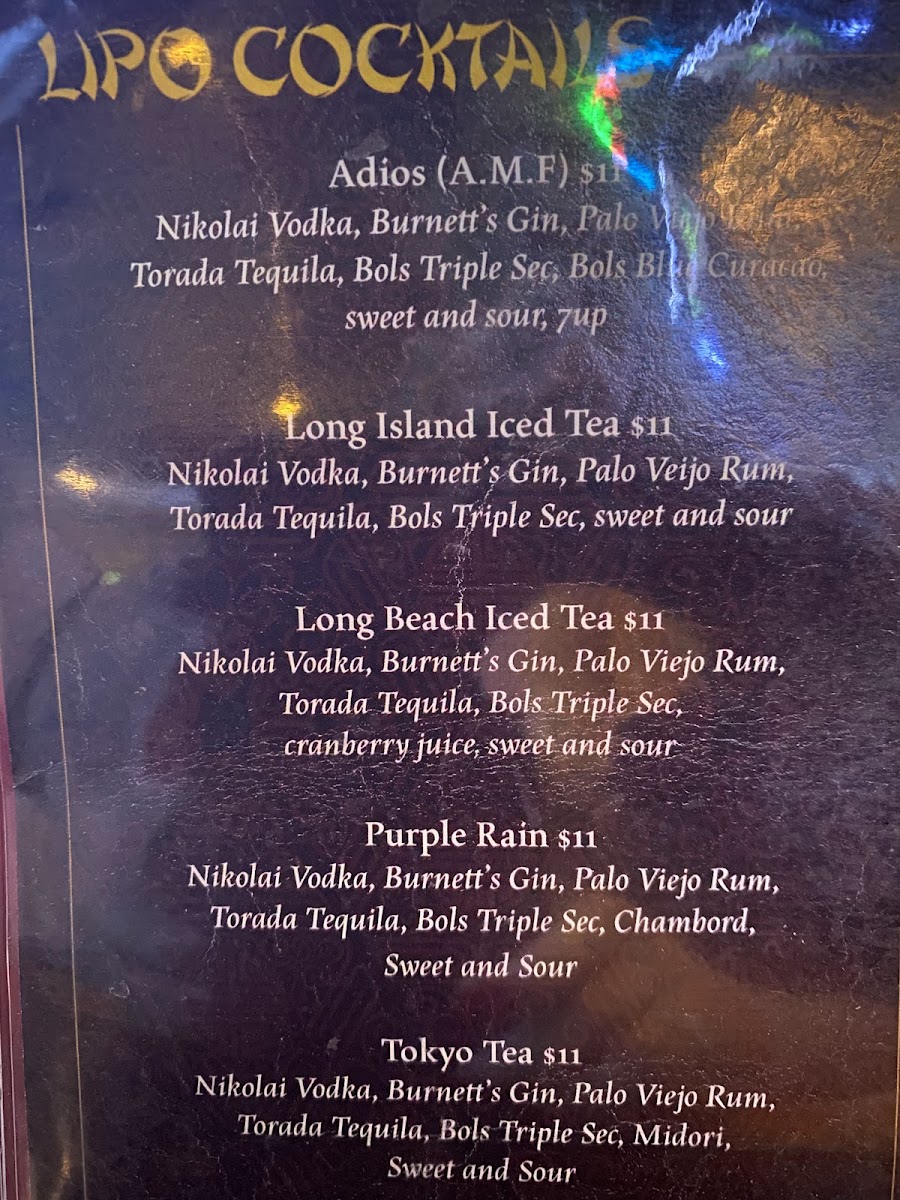 LIPO COCKTAILS
Adios (A.M.F) $11
Nikolai Vodka, Burnett's Gin, Palo Viejo Rum,
Torada Tequila, Bols Triple Sec, Bols Blue Curacao,
sweet and sour, 7up
Long Island Iced Tea $11
Nikolai Vodka, Burnett's Gin, Palo Veijo Rum,
Torada Tequila, Bols Triple Sec, sweet and sour
Long Beach Iced Tea $11
Nikolai Vodka, Burnett's Gin, Palo Viejo Rum,
Torada Tequila, Bols Triple Sec,
cranberry juice, sweet and sour
Purple Rain $11
Nikolai Vodka, Burnett's Gin, Palo Viejo Rum,
Torada Tequila, Bols Triple Sec, Chambord,
Sweet and Sour
Tokyo Tea $11
Nikolai Vodka, Burnett's Gin, Palo Viejo Rum,
Torada Tequila, Bols Triple Sec, Midori,
Sweet and Sour